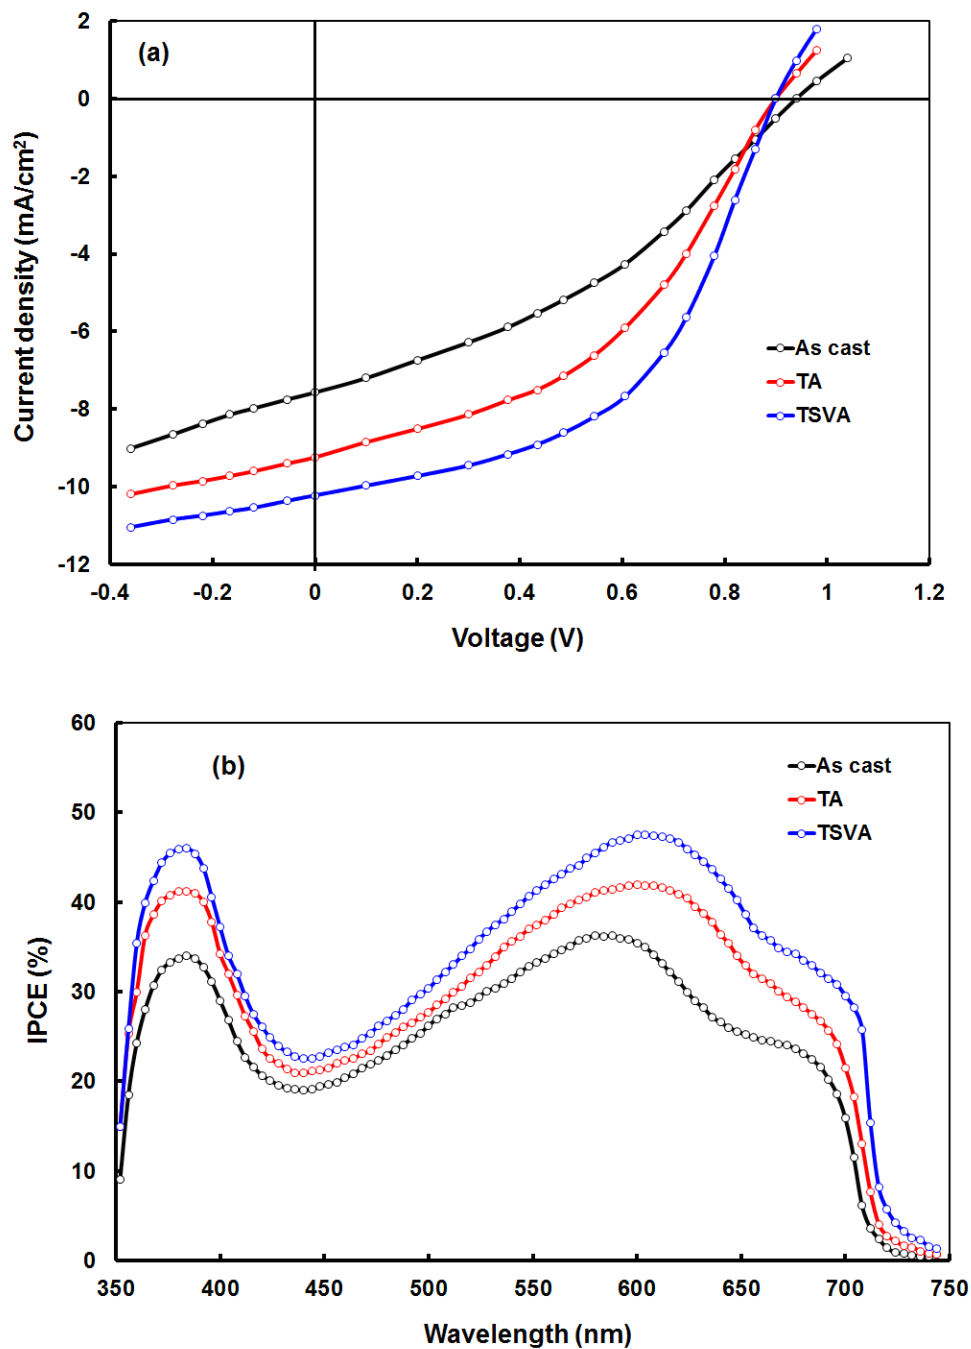 (a)
Current density (mA/cm²)
2
0
-2
-4
-6
-8
-10
-12
As cast
TA
TSVA
-0.4 -0.2 0 0.2 0.4 0.6 0.8 1 1.2
Voltage (V)
(b)
IPCE (%)
60
50
40
30
20
10
0
As cast
TA
TSVA
350 400 450 500 550 600 650 700 750
Wavelength (nm)